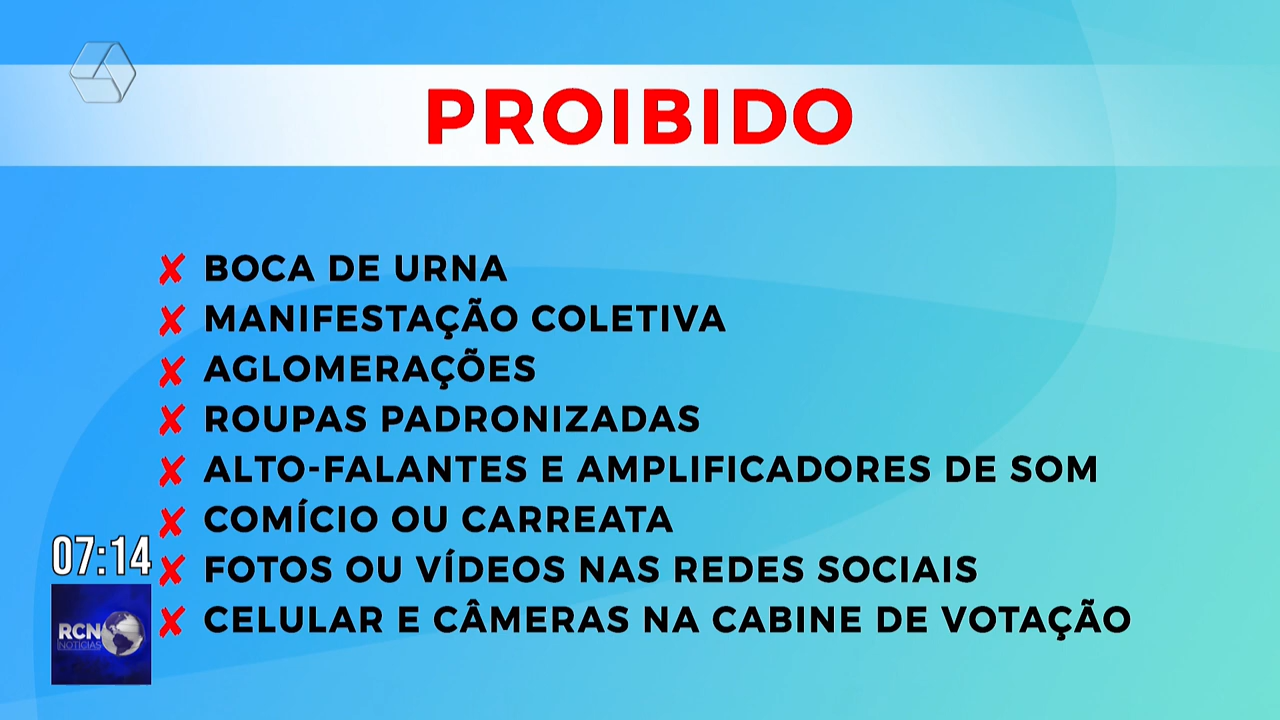 PROIBIDO
✘ BOCA DE URNA
✘ MANIFESTAÇÃO COLETIVA
✘ AGLOMERAÇÕES
✘ ROUPAS PADRONIZADAS
✘ ALTO-FALANTES E AMPLIFICADORES DE SOM
✘ COMÍCIO OU CARREATA
✘ FOTOS OU VÍDEOS NAS REDES SOCIAIS
✘ CELULAR E CÂMERAS NA CABINE DE VOTAÇÃO
07:14
RCN
NOTÍCIAS